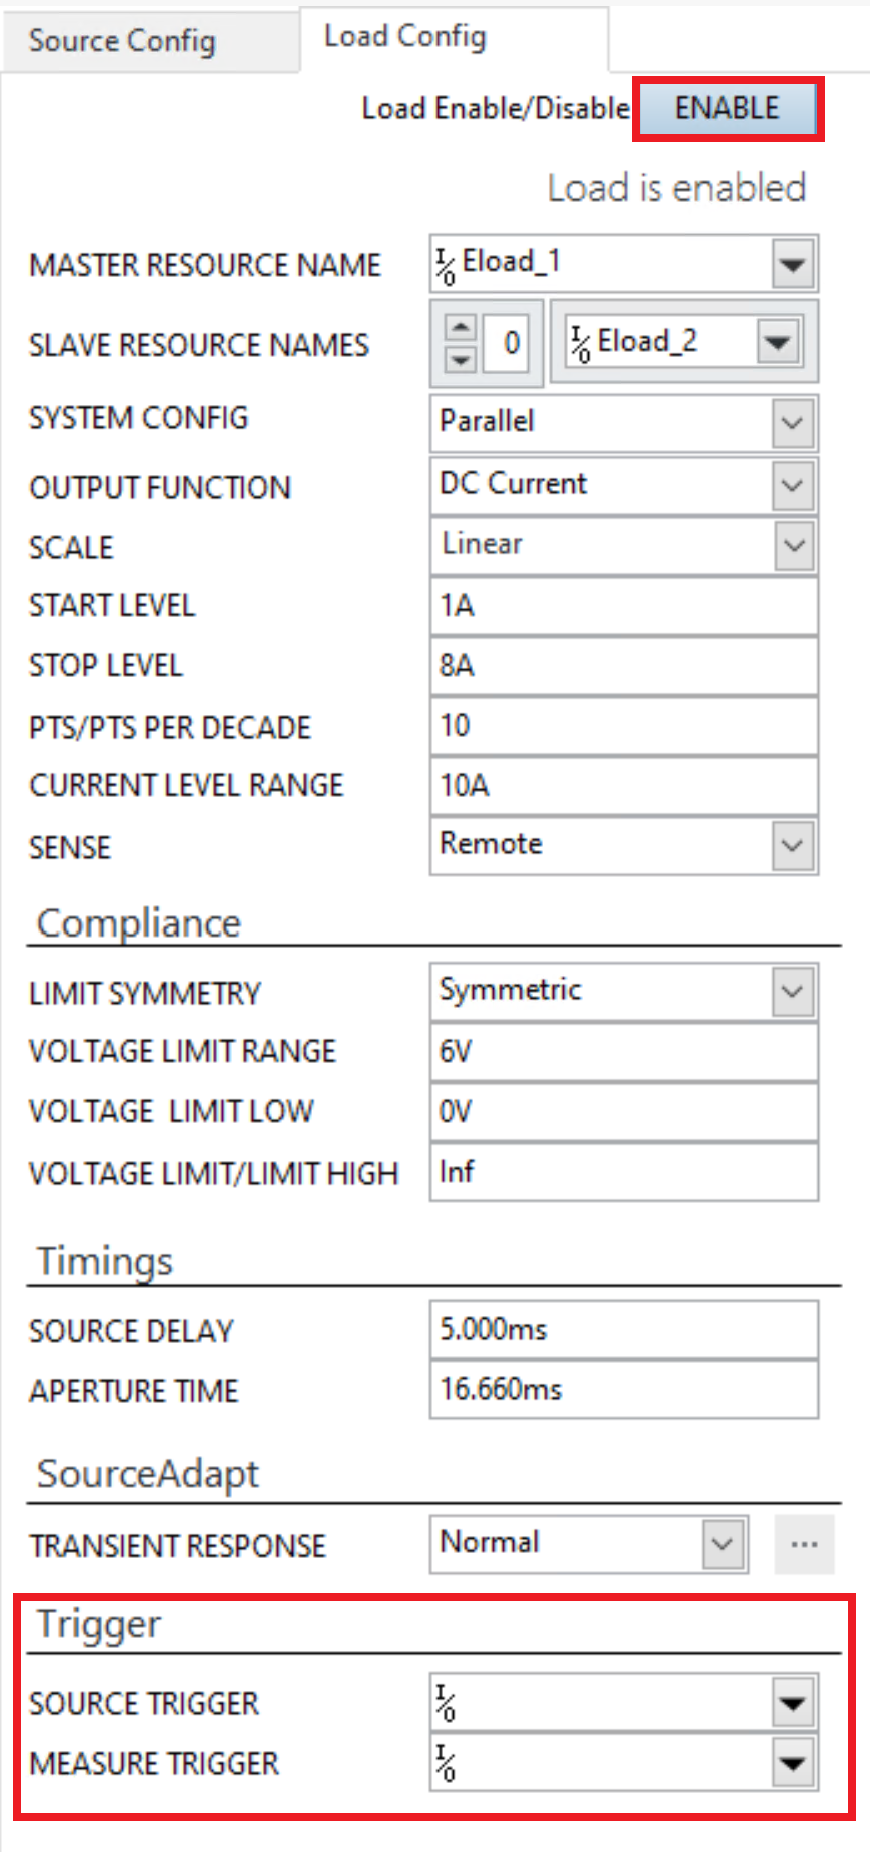 Source Config
Load Config
Load Enable/Disable ENABLE
Load is enabled
MASTER RESOURCE NAME I/O Eload_1
SLAVE RESOURCE NAMES 0 I/O Eload_2
SYSTEM CONFIG Parallel
OUTPUT FUNCTION DC Current
SCALE Linear
START LEVEL 1A
STOP LEVEL 8A
PTS/PTS PER DECADE 10
CURRENT LEVEL RANGE 10A
SENSE Remote
Compliance
LIMIT SYMMETRY Symmetric
VOLTAGE LIMIT RANGE 6V
VOLTAGE  LIMIT LOW 0V
VOLTAGE LIMIT/LIMIT HIGH Inf
Timings
SOURCE DELAY 5.000ms
APERTURE TIME 16.660ms
SourceAdapt
TRANSIENT RESPONSE Normal ...
Trigger
SOURCE TRIGGER I/O
MEASURE TRIGGER I/O